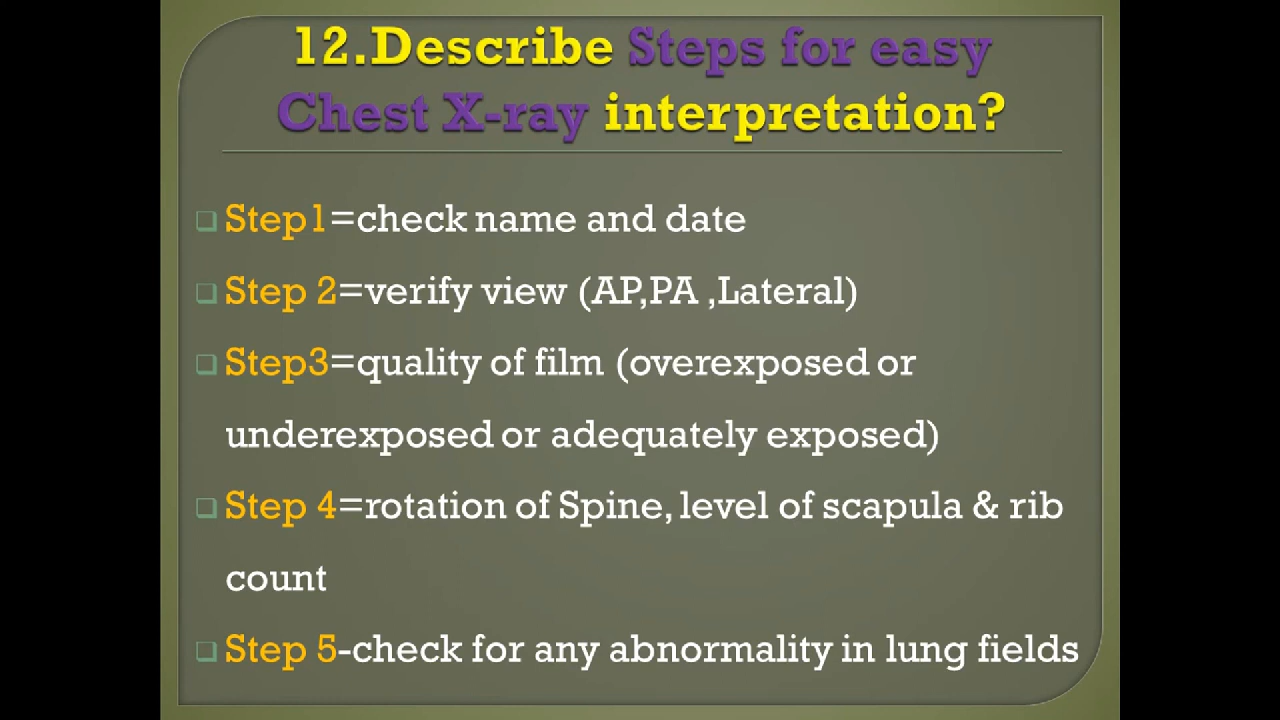 12.Describe Steps for easy
Chest X-ray interpretation?
Step1=check name and date
Step 2=verify view (AP,PA ,Lateral)
Step3=quality of film (overexposed or
underexposed or adequately exposed)
Step 4=rotation of Spine, level of scapula & rib
count
Step 5-check for any abnormality in lung fields